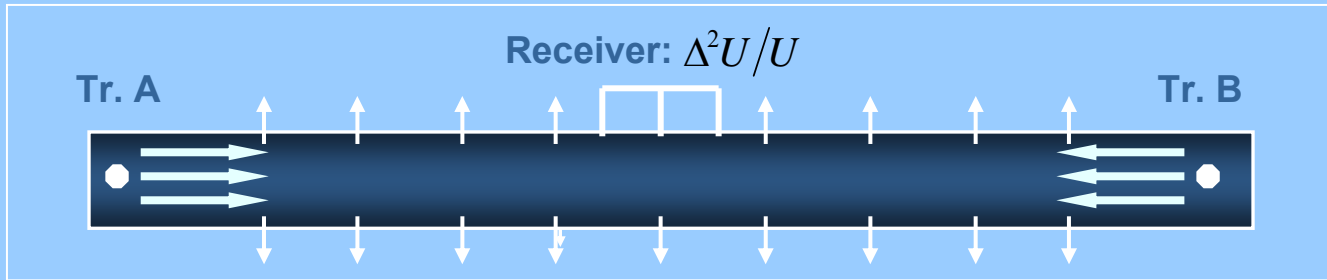 Receiver: Δ²U/U
Tr. A
Tr. B